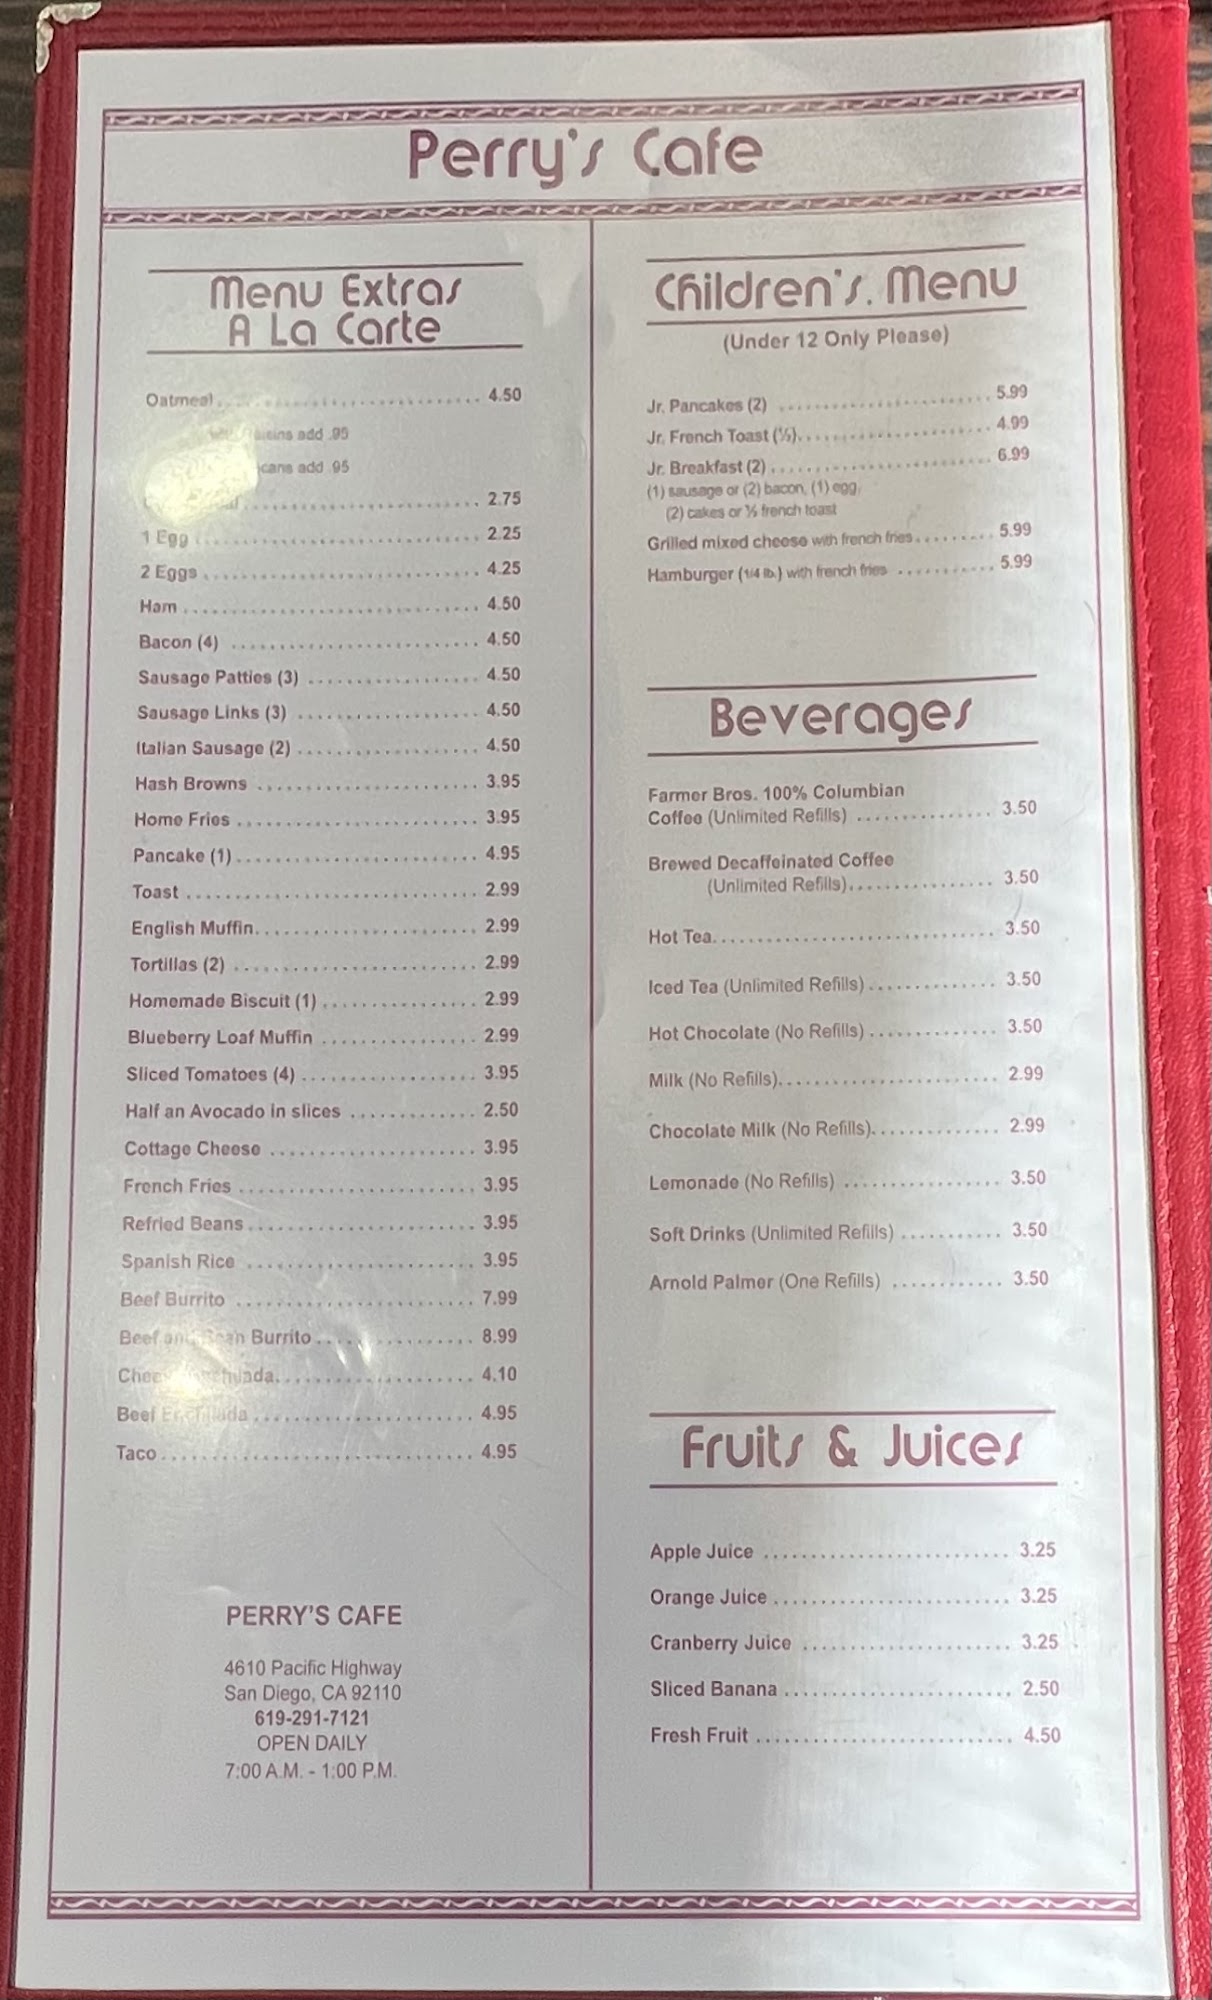 Perry's Cafe
Menu Extras
A La Carte
Oatmeal 4.50
add .95
add .95
2.75
1 Egg 2.25
2 Eggs 4.25
Ham 4.50
Bacon (4) 4.50
Sausage Patties (3) 4.50
Sausage Links (3) 4.50
Italian Sausage (2) 4.50
Hash Browns 3.95
Home Fries 3.95
Pancake (1) 4.95
Toast 2.99
English Muffin 2.99
Tortillas (2) 2.99
Homemade Biscuit (1) 2.99
Blueberry Loaf Muffin 2.99
Sliced Tomatoes (4) 3.95
Half an Avocado in slices 2.50
Cottage Cheese 3.95
French Fries 3.95
Refried Beans 3.95
Spanish Rice 3.95
Beef Burrito 7.99
Beef and Bean Burrito 8.99
Cheese Enchilada 4.10
Beef Enchilada 4.95
Taco 4.95
PERRY'S CAFE
4610 Pacific Highway
San Diego, CA 92110
619-291-7121
OPEN DAILY
7:00 A.M. - 1:00 P.M.
Children's. Menu
(Under 12 Only Please)
Jr. Pancakes (2) 5.99
Jr. French Toast (½) 4.99
Jr. Breakfast (2) 6.99
(1) sausage or (2) bacon, (1) egg,
(2) cakes or ½ french toast
Grilled mixed cheese with french fries 5.99
Hamburger (1/4 lb.) with french fries 5.99
Beverages
Farmer Bros. 100% Columbian
Coffee (Unlimited Refills) 3.50
Brewed Decaffeinated Coffee
(Unlimited Refills) 3.50
Hot Tea 3.50
Iced Tea (Unlimited Refills) 3.50
Hot Chocolate (No Refills) 3.50
Milk (No Refills) 2.99
Chocolate Milk (No Refills) 2.99
Lemonade (No Refills) 3.50
Soft Drinks (Unlimited Refills) 3.50
Arnold Palmer (One Refills) 3.50
Fruits & Juices
Apple Juice 3.25
Orange Juice 3.25
Cranberry Juice 3.25
Sliced Banana 2.50
Fresh Fruit 4.50